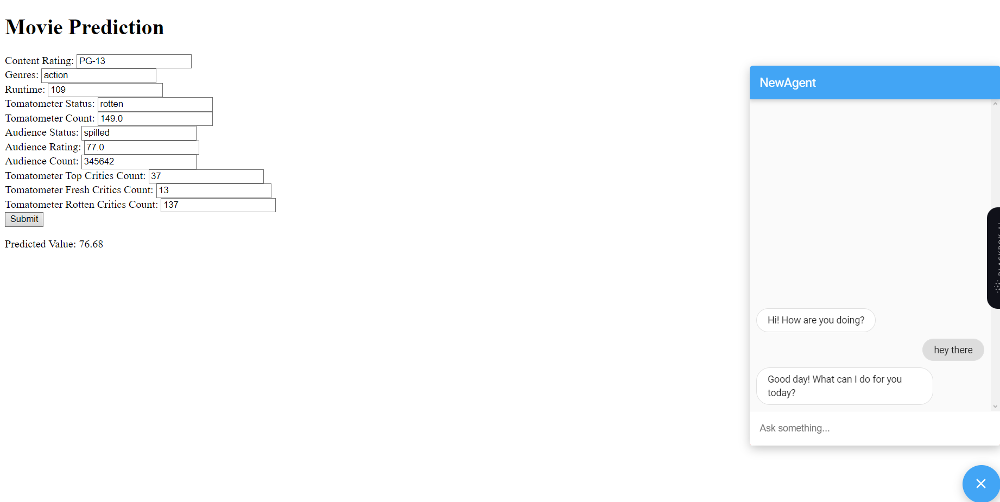 Movie Prediction
Content Rating: PG-13
Genres: action
Runtime: 109
Tomatometer Status: rotten
Tomatometer Count: 149.0
Audience Status: spilled
Audience Rating: 77.0
Audience Count: 345642
Tomatometer Top Critics Count: 37
Tomatometer Fresh Critics Count: 13
Tomatometer Rotten Critics Count: 137
Submit
Predicted Value: 76.68
NewAgent
Hi! How are you doing?
hey there
Good day! What can I do for you
today?
Ask something...